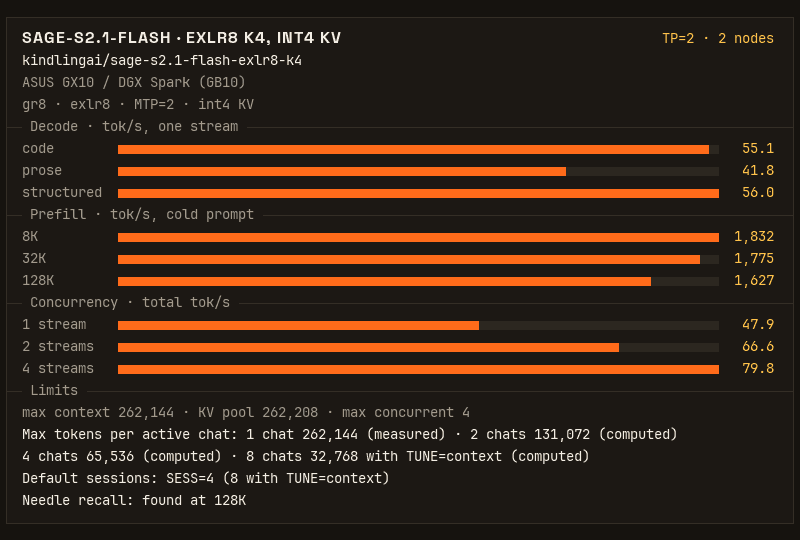 SAGE-S2.1-FLASH · EXLR8 K4, INT4 KV
TP=2 · 2 nodes
kindlingai/sage-s2.1-flash-exlr8-k4
ASUS GX10 / DGX Spark (GB10)
gr8 · exlr8 · MTP=2 · int4 KV
Decode · tok/s, one stream
code 55.1
prose 41.8
structured 56.0
Prefill · tok/s, cold prompt
8K 1,832
32K 1,775
128K 1,627
Concurrency · total tok/s
1 stream 47.9
2 streams 66.6
4 streams 79.8
Limits
max context 262,144 · KV pool 262,208 · max concurrent 4
Max tokens per active chat: 1 chat 262,144 (measured) · 2 chats 131,072 (computed)
4 chats 65,536 (computed) · 8 chats 32,768 with TUNE=context (computed)
Default sessions: SESS=4 (8 with TUNE=context)
Needle recall: found at 128K